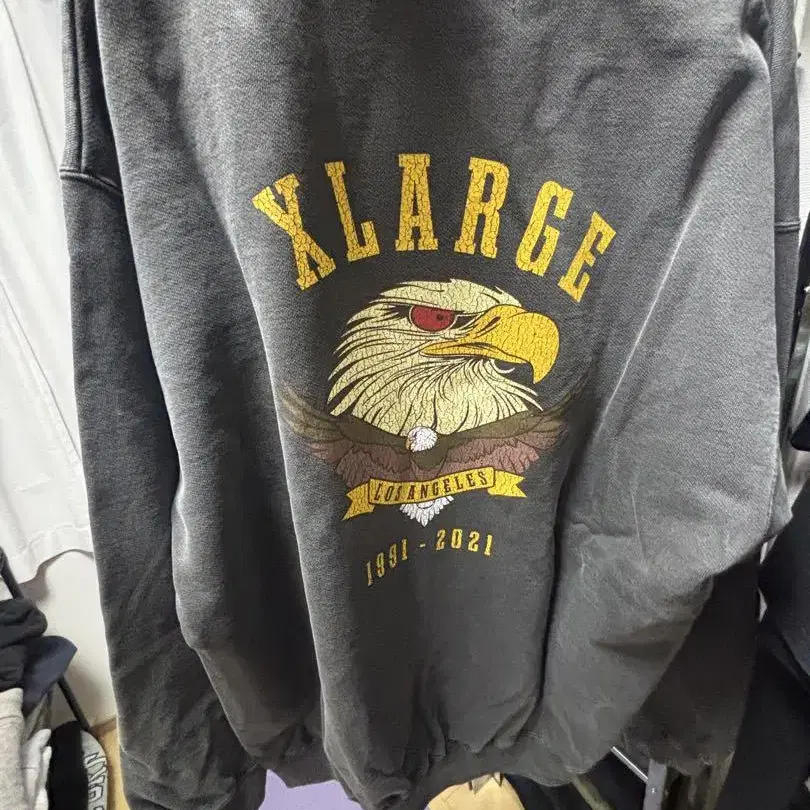 XLARGE
LOS ANGELES
1991 - 2021